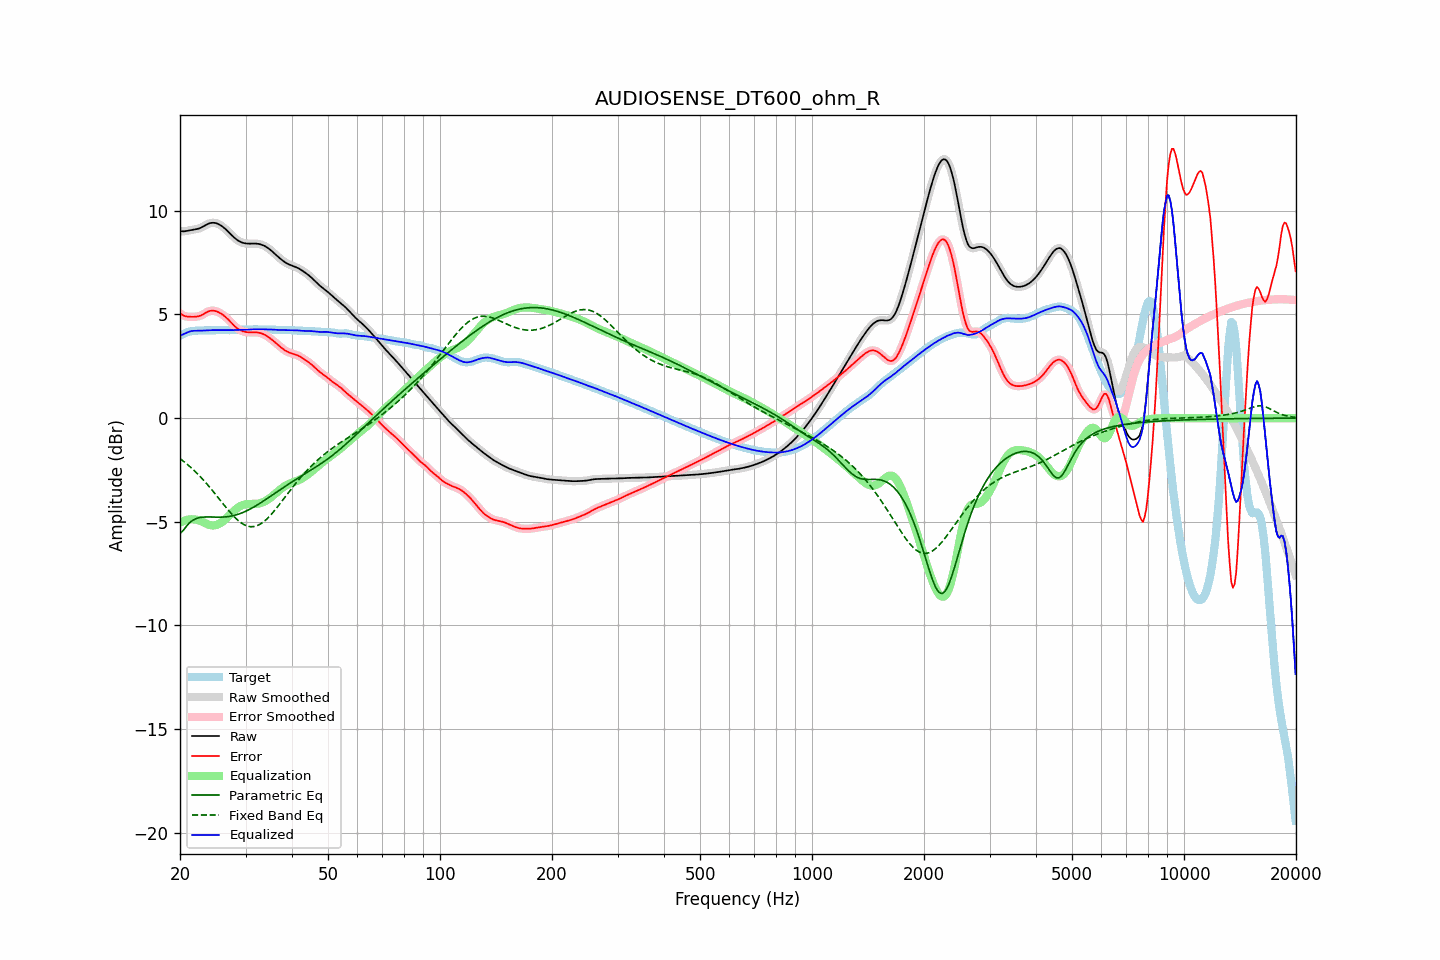 AUDIOSENSE_DT600_ohm_R
Amplitude (dBr)
10
5
0
−5
−10
−15
−20
Target
Raw Smoothed
Error Smoothed
Raw
Error
Equalization
Parametric Eq
Fixed Band Eq
Equalized
20 50 100 200 500 1000 2000 5000 10000 20000
Frequency (Hz)